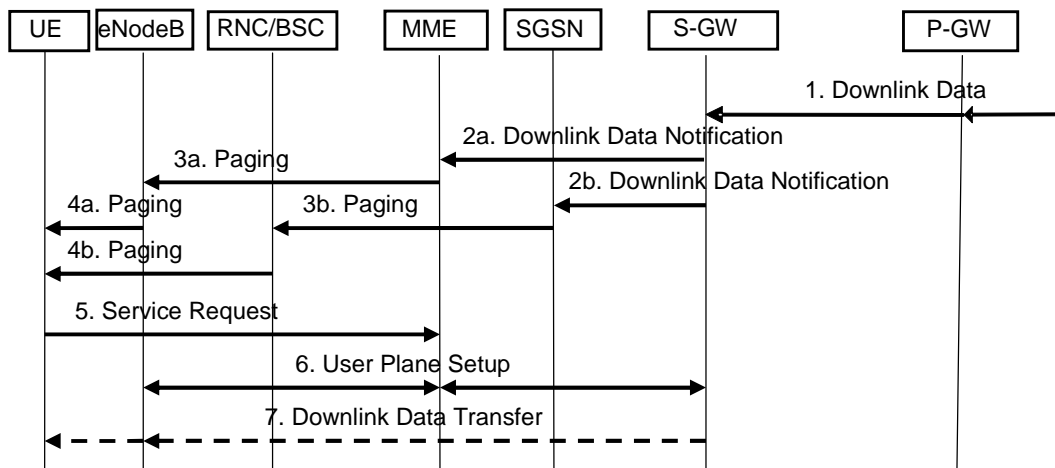 UE eNodeB RNC/BSC MME SGSN S-GW P-GW
1. Downlink Data
2a. Downlink Data Notification
3a. Paging
2b. Downlink Data Notification
4a. Paging
3b. Paging
4b. Paging
5. Service Request
6. User Plane Setup
7. Downlink Data Transfer